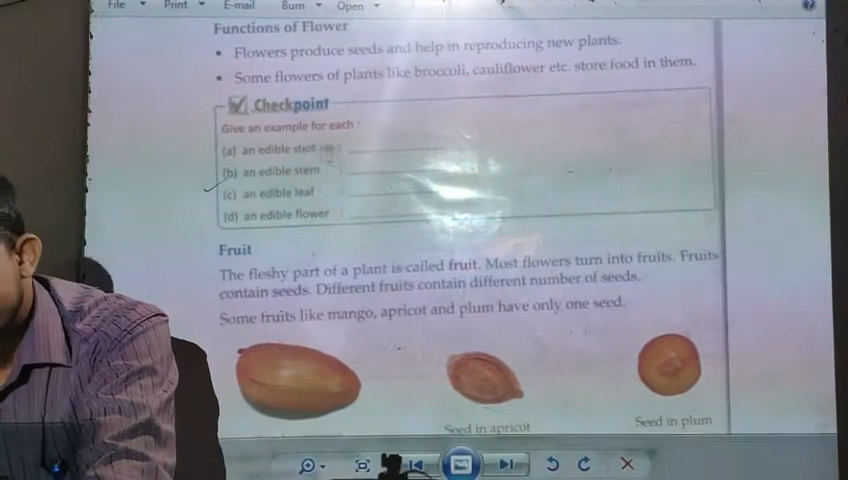 File Print E-mail Burn Open
Functions of Flower
• Flowers produce seeds and help in reproducing new plants.
• Some flowers of plants like broccoli, cauliflower etc. store food in them.
Checkpoint
Give an example for each :
(a) an edible :
(b) an edible stem :
(c) an edible leaf :
(d) an edible flower :
Fruit
The fleshy part of a plant is called fruit. Most flowers turn into fruits. Fruits
contain seeds. Different fruits contain different number of seeds.
Some fruits like mango, apricot and plum have only one seed.
Seed in apricot
Seed in plum